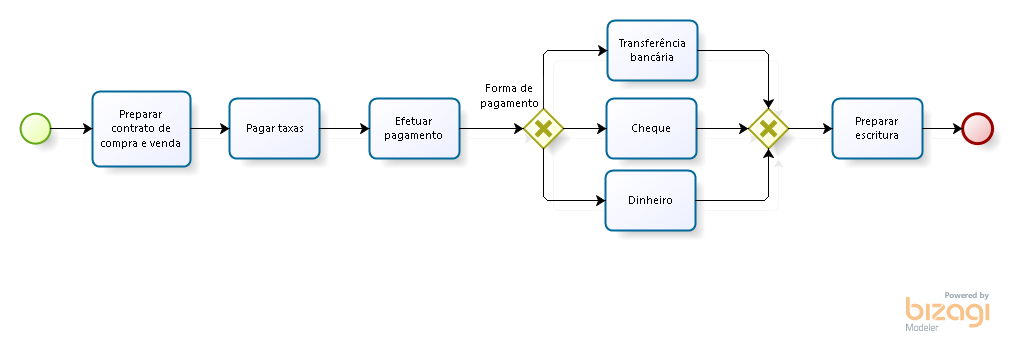 Preparar
contrato de
compra e venda
Pagar taxas
Efetuar
pagamento
Forma de
pagamento
Transferência
bancária
Cheque
Dinheiro
Preparar
escritura
Powered by
bizagi
Modeler